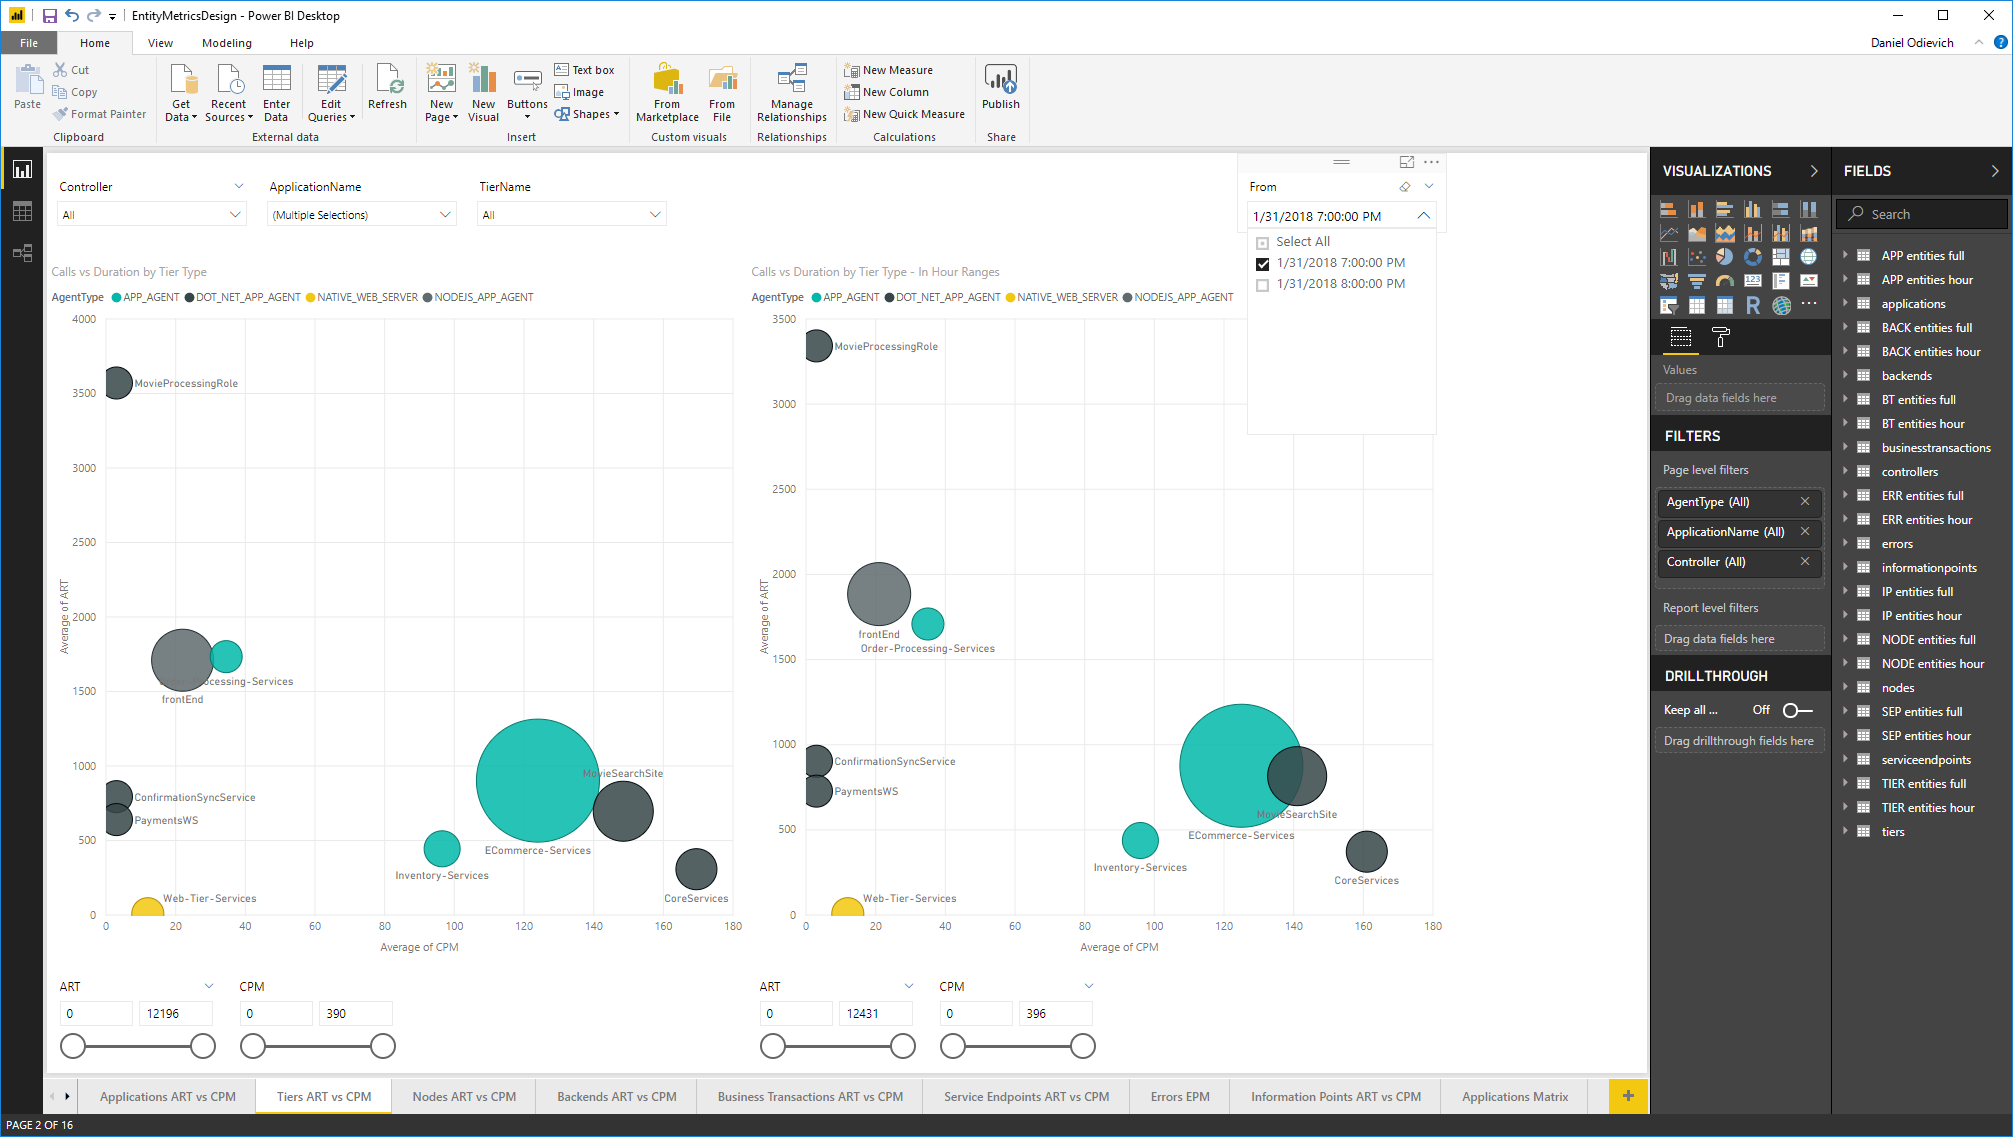 EntityMetricsDesign - Power BI Desktop
File
Home
View
Modeling
Help
Daniel Odievich
Paste
Cut
Copy
Format Painter
Clipboard
Get Data
Recent Sources
Enter Data
Edit Queries
Refresh
External data
New Page
New Visual
Buttons
Text box
Image
Shapes
Insert
From Marketplace
From File
Custom visuals
Manage Relationships
Relationships
New Measure
New Column
New Quick Measure
Calculations
Publish
Share
Controller
All
ApplicationName
(Multiple Selections)
TierName
All
From
1/31/2018 7:00:00 PM
Select All
1/31/2018 7:00:00 PM
1/31/2018 8:00:00 PM
Calls vs Duration by Tier Type
AgentType APP_AGENT DOT_NET_APP_AGENT NATIVE_WEB_SERVER NODEJS_APP_AGENT
4000
3500
3000
2500
2000
1500
1000
500
0
Average of ART
MovieProcessingRole
Order-Processing-Services
frontEnd
MovieSearchSite
ConfirmationSyncService
PaymentsWS
ECommerce-Services
Inventory-Services
Web-Tier-Services
CoreServices
0 20 40 60 80 100 120 140 160 180
Average of CPM
Calls vs Duration by Tier Type - In Hour Ranges
AgentType APP_AGENT DOT_NET_APP_AGENT NATIVE_WEB_SERVER NODEJS_APP_AGENT
3500
3000
2500
2000
1500
1000
500
0
Average of ART
MovieProcessingRole
frontEnd
Order-Processing-Services
ConfirmationSyncService
PaymentsWS
MovieSearchSite
ECommerce-Services
Inventory-Services
CoreServices
Web-Tier-Services
0 20 40 60 80 100 120 140 160 180
Average of CPM
ART
0 12196
CPM
0 390
ART
0 12431
CPM
0 396
VISUALIZATIONS
Values
Drag data fields here
FILTERS
Page level filters
AgentType (All)
ApplicationName (All)
Controller (All)
Report level filters
Drag data fields here
DRILLTHROUGH
Keep all ... Off
Drag drillthrough fields here
FIELDS
Search
APP entities full
APP entities hour
applications
BACK entities full
BACK entities hour
backends
BT entities full
BT entities hour
businesstransactions
controllers
ERR entities full
ERR entities hour
errors
informationpoints
IP entities full
IP entities hour
NODE entities full
NODE entities hour
nodes
SEP entities full
SEP entities hour
serviceendpoints
TIER entities full
TIER entities hour
tiers
Applications ART vs CPM
Tiers ART vs CPM
Nodes ART vs CPM
Backends ART vs CPM
Business Transactions ART vs CPM
Service Endpoints ART vs CPM
Errors EPM
Information Points ART vs CPM
Applications Matrix
PAGE 2 OF 16